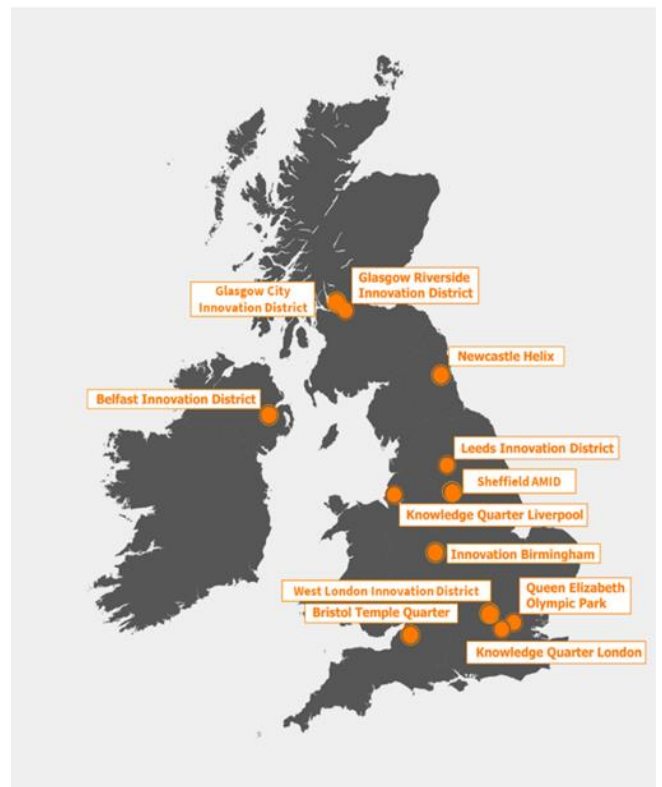 Glasgow City
Innovation District
Glasgow Riverside
Innovation District
Newcastle Helix
Belfast Innovation District
Leeds Innovation District
Sheffield AMID
Knowledge Quarter Liverpool
Innovation Birmingham
West London Innovation District
Queen Elizabeth
Olympic Park
Bristol Temple Quarter
Knowledge Quarter London